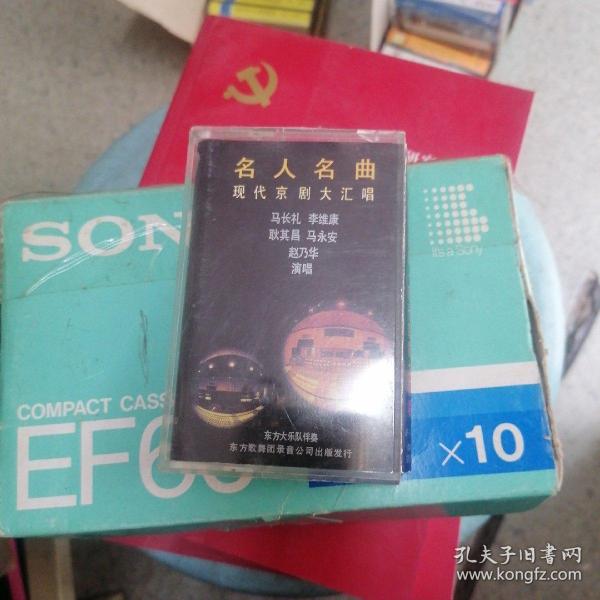 名人名曲
现代京剧大汇唱
马长礼 李维康
耿其昌 马永安
赵乃华
演唱
东方大乐队伴奏
东方歌舞团录音公司出版发行
SON
It's a Sony
COMPACT CASS
EF60
×10
孔夫子旧书网
www.kongfz.com